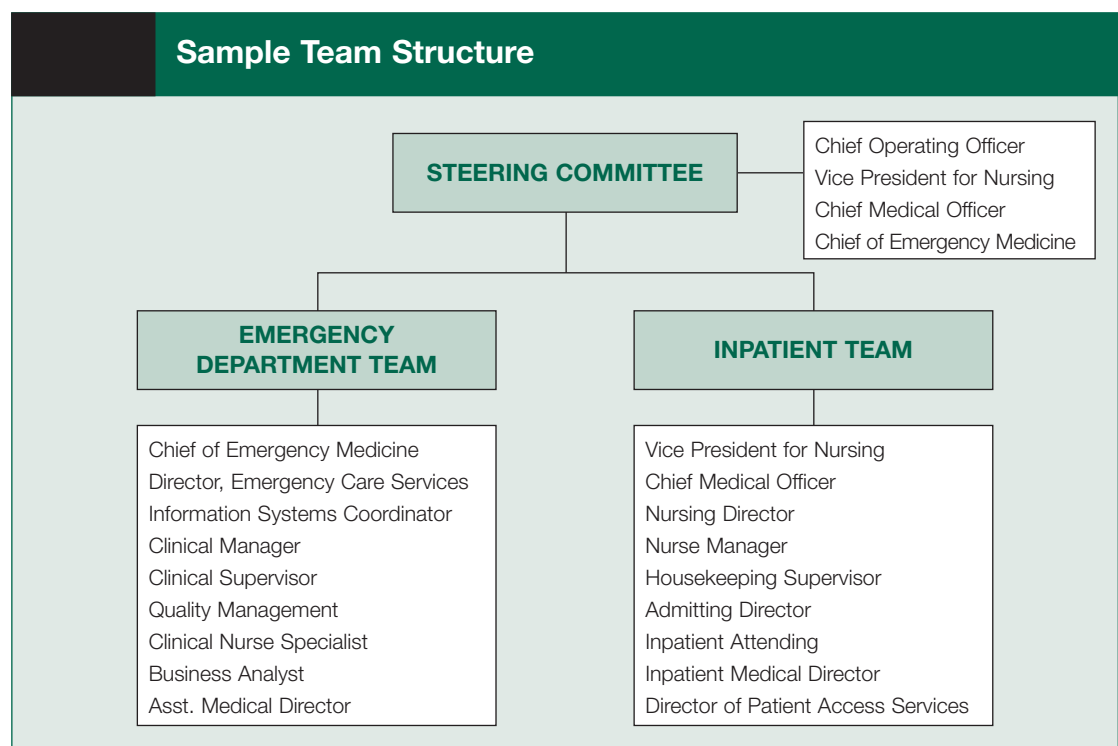 Sample Team Structure
STEERING COMMITTEE
Chief Operating Officer
Vice President for Nursing
Chief Medical Officer
Chief of Emergency Medicine
EMERGENCY
DEPARTMENT TEAM
Chief of Emergency Medicine
Director, Emergency Care Services
Information Systems Coordinator
Clinical Manager
Clinical Supervisor
Quality Management
Clinical Nurse Specialist
Business Analyst
Asst. Medical Director
INPATIENT TEAM
Vice President for Nursing
Chief Medical Officer
Nursing Director
Nurse Manager
Housekeeping Supervisor
Admitting Director
Inpatient Attending
Inpatient Medical Director
Director of Patient Access Services